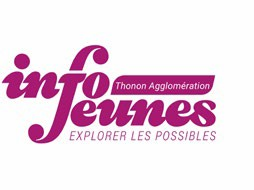 info
Thonon Agglomération
Jeunes
EXPLORER LES POSSIBLES